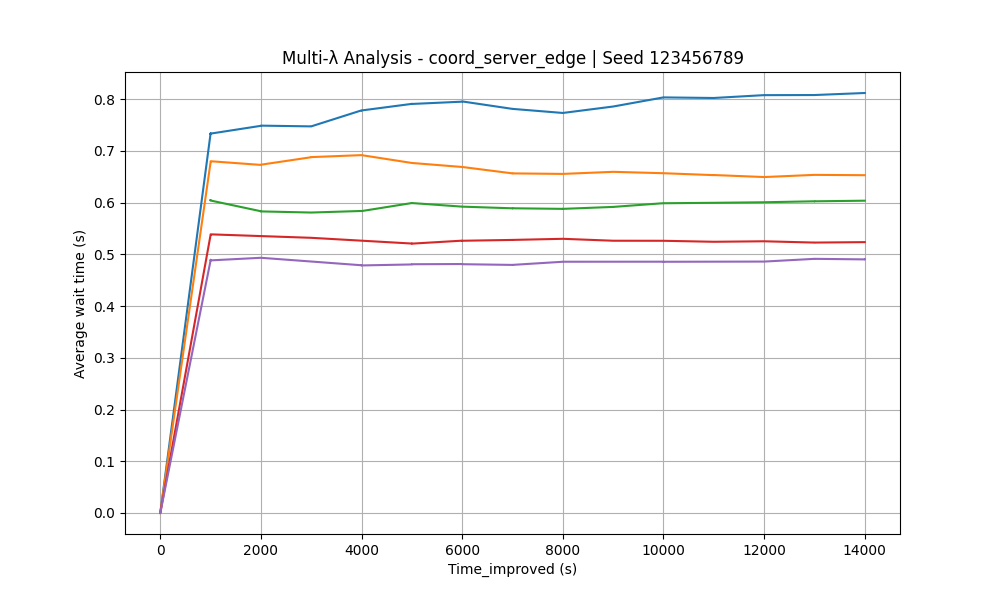 Multi-λ Analysis - coord_server_edge | Seed 123456789
Average wait time (s)
0.8
0.7
0.6
0.5
0.4
0.3
0.2
0.1
0.0
0 2000 4000 6000 8000 10000 12000 14000
Time_improved (s)